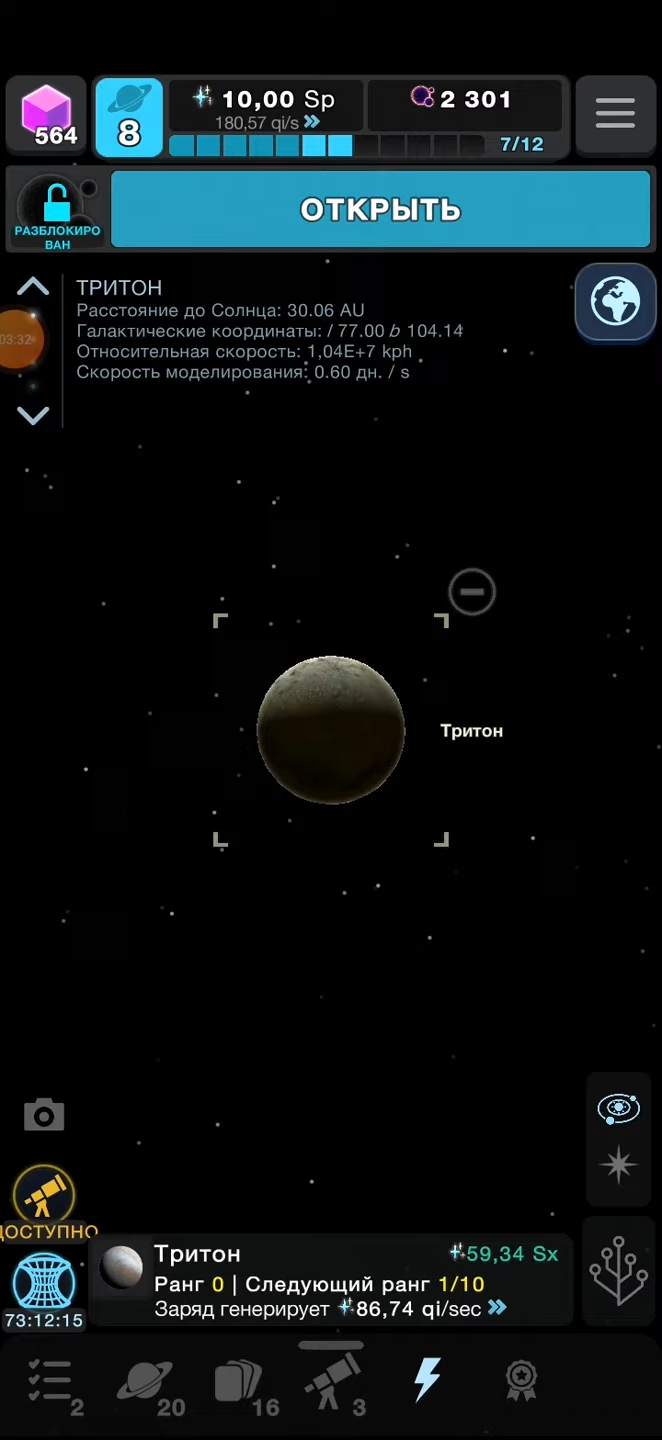 564
8
10,00 Sp
180,57 qi/s
2 301
7/12
РАЗБЛОКИРО
ВАН
ОТКРЫТЬ
ТРИТОН
Расстояние до Солнца: 30.06 AU
Галактические координаты: l 77.00 b 104.14
Относительная скорость: 1,04E+7 kph
Скорость моделирования: 0.60 дн. / s
03:32
Тритон
ДОСТУПНО
73:12:15
Тритон
59,34 Sx
Ранг 0 | Следующий ранг 1/10
Заряд генерирует 86,74 qi/sec
2
20
16
3